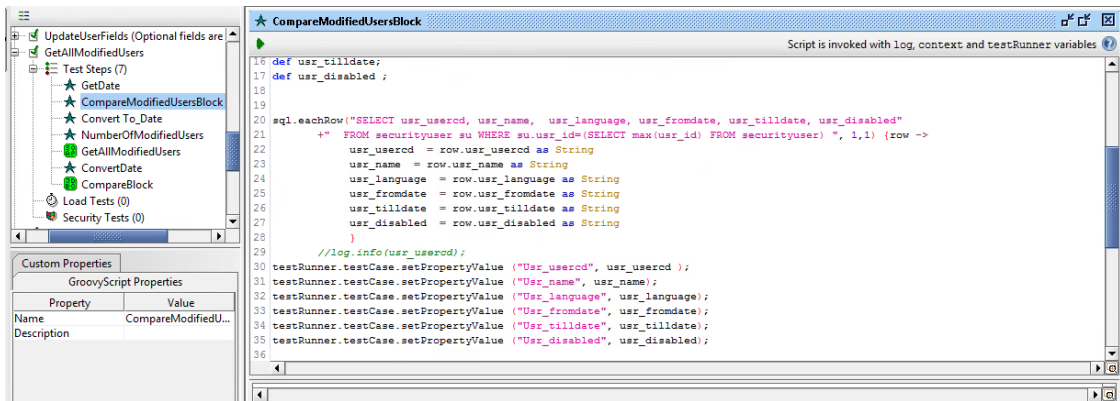 UpdateUserFields (Optional fields are
GetAllModifiedUsers
Test Steps (7)
GetDate
CompareModifiedUsersBlock
Convert To_Date
NumberOfModifiedUsers
GetAllModifiedUsers
ConvertDate
CompareBlock
Load Tests (0)
Security Tests (0)
Custom Properties
GroovyScript Properties
Property Value
Name CompareModifiedU...
Description
CompareModifiedUsersBlock
Script is invoked with log, context and testRunner variables
16 def usr_tilldate;
17 def usr_disabled ;
18
19
20 sql.eachRow("SELECT usr_usercd, usr_name,  usr_language, usr_fromdate, usr_tilldate, usr_disabled"
21 +"  FROM securityuser su WHERE su.usr_id=(SELECT max(usr_id) FROM securityuser) ", 1,1) {row ->
22 usr_usercd  = row.usr_usercd as String
23 usr_name  = row.usr_name as String
24 usr_language  = row.usr_language as String
25 usr_fromdate  = row.usr_fromdate as String
26 usr_tilldate  = row.usr_tilldate as String
27 usr_disabled  = row.usr_disabled as String
28 }
29 //log.info(usr_usercd);
30 testRunner.testCase.setPropertyValue ("Usr_usercd", usr_usercd );
31 testRunner.testCase.setPropertyValue ("Usr_name", usr_name);
32 testRunner.testCase.setPropertyValue ("Usr_language", usr_language);
33 testRunner.testCase.setPropertyValue ("Usr_fromdate", usr_fromdate);
34 testRunner.testCase.setPropertyValue ("Usr_tilldate", usr_tilldate);
35 testRunner.testCase.setPropertyValue ("Usr_disabled", usr_disabled);
36